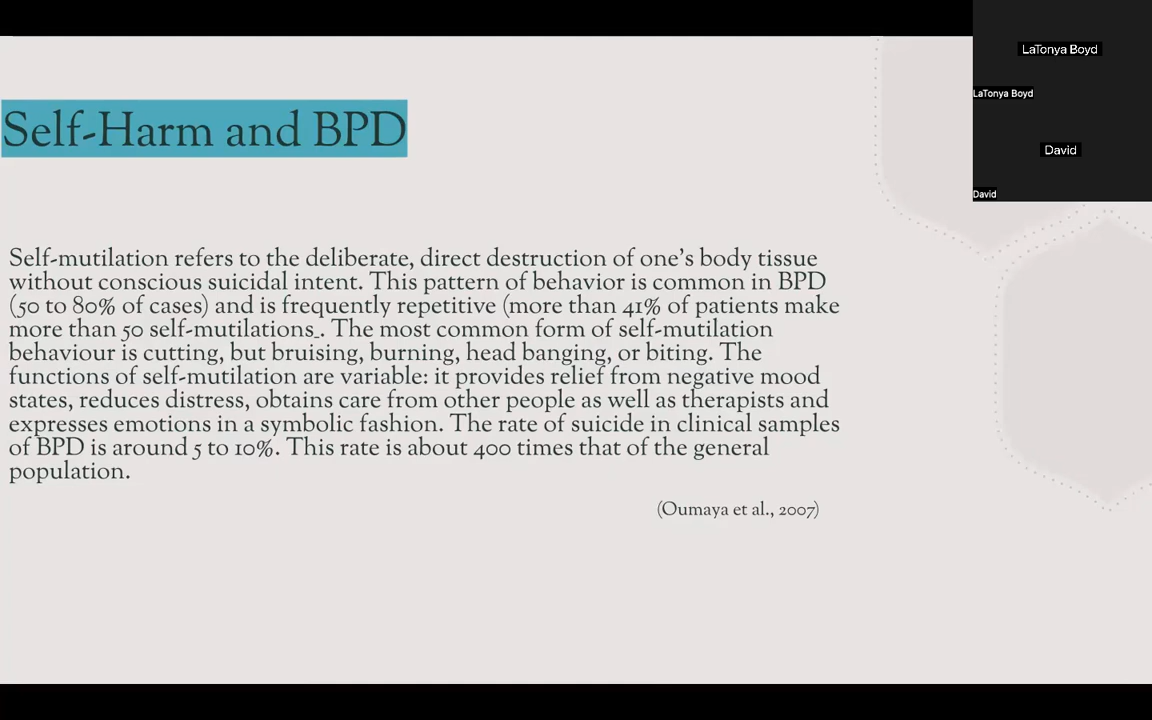 LaTonya Boyd
LaTonya Boyd
David
David
Self-Harm and BPD
Self-mutilation refers to the deliberate, direct destruction of one's body tissue
without conscious suicidal intent. This pattern of behavior is common in BPD
(50 to 80% of cases) and is frequently repetitive (more than 41% of patients make
more than 50 self-mutilations_. The most common form of self-mutilation
behaviour is cutting, but bruising, burning, head banging, or biting. The
functions of self-mutilation are variable: it provides relief from negative mood
states, reduces distress, obtains care from other people as well as therapists and
expresses emotions in a symbolic fashion. The rate of suicide in clinical samples
of BPD is around 5 to 10%. This rate is about 400 times that of the general
population.
(Oumaya et al., 2007)